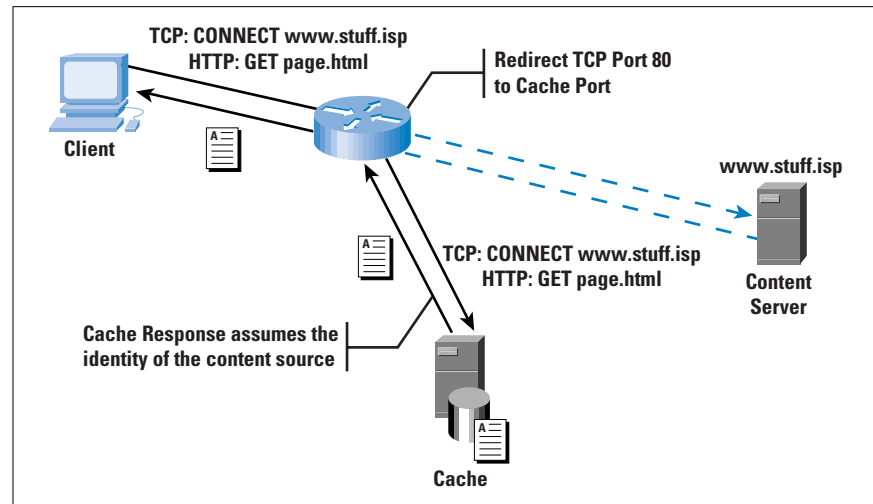 TCP: CONNECT www.stuff.isp
HTTP: GET page.html
Redirect TCP Port 80
to Cache Port
Client
A
www.stuff.isp
A
TCP: CONNECT www.stuff.isp
HTTP: GET page.html
Content
Server
Cache Response assumes the
identity of the content source
A
Cache